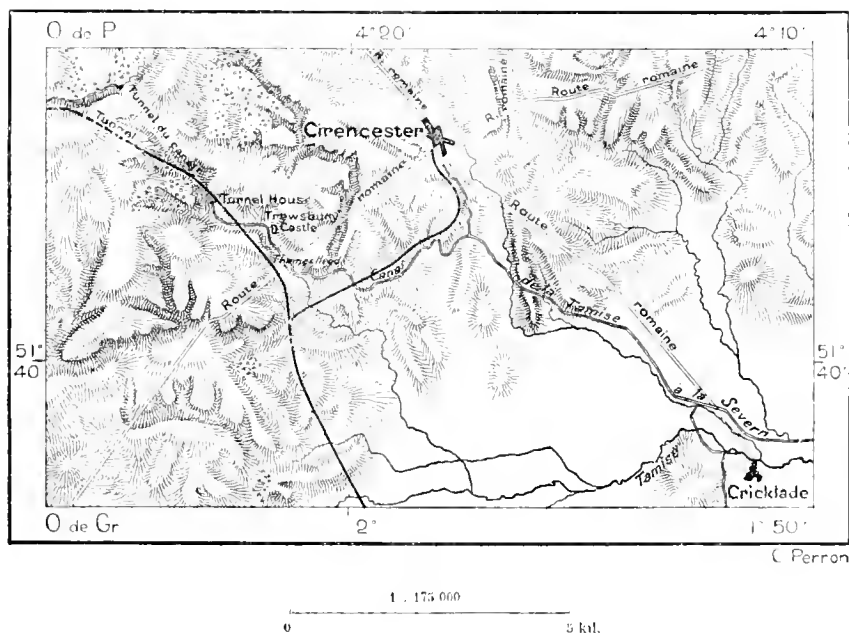 O de P 4°20' 4°10'
R. romaine
R. romaine
Route romaine
Cirencester
Tunnel du Canal
Tunnel
romaine
Tunnel House
Trewsbury
Castle
Thames Head
Route
Canal
Route
de la Tamise
romaine
à la Severn
51° 40'
51° 40'
Tamise
Cricklade
O de Gr 2° 1°50'
C. Perron
1 : 175 000
0 5 kil.